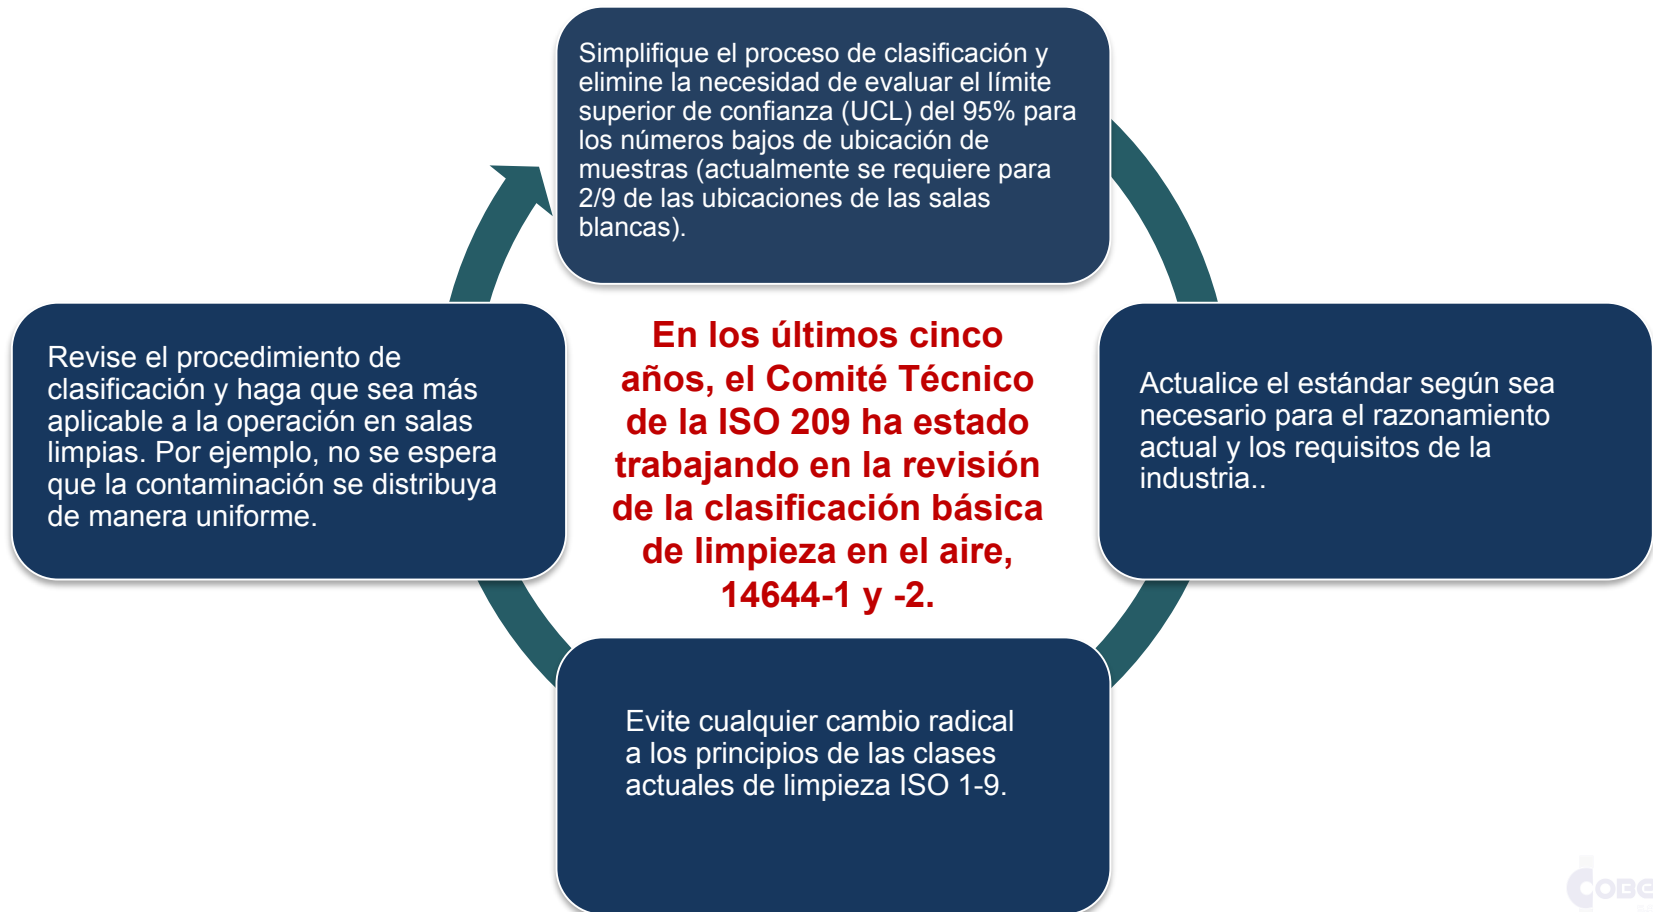 Simplifique el proceso de clasificación y
elimine la necesidad de evaluar el límite
superior de confianza (UCL) del 95% para
los números bajos de ubicación de
muestras (actualmente se requiere para
2/9 de las ubicaciones de las salas
blancas).
Actualice el estándar según sea
necesario para el razonamiento
actual y los requisitos de la
industria..
Evite cualquier cambio radical
a los principios de las clases
actuales de limpieza ISO 1-9.
Revise el procedimiento de
clasificación y haga que sea más
aplicable a la operación en salas
limpias. Por ejemplo, no se espera
que la contaminación se distribuya
de manera uniforme.
En los últimos cinco
años, el Comité Técnico
de la ISO 209 ha estado
trabajando en la revisión
de la clasificación básica
de limpieza en el aire,
14644-1 y -2.